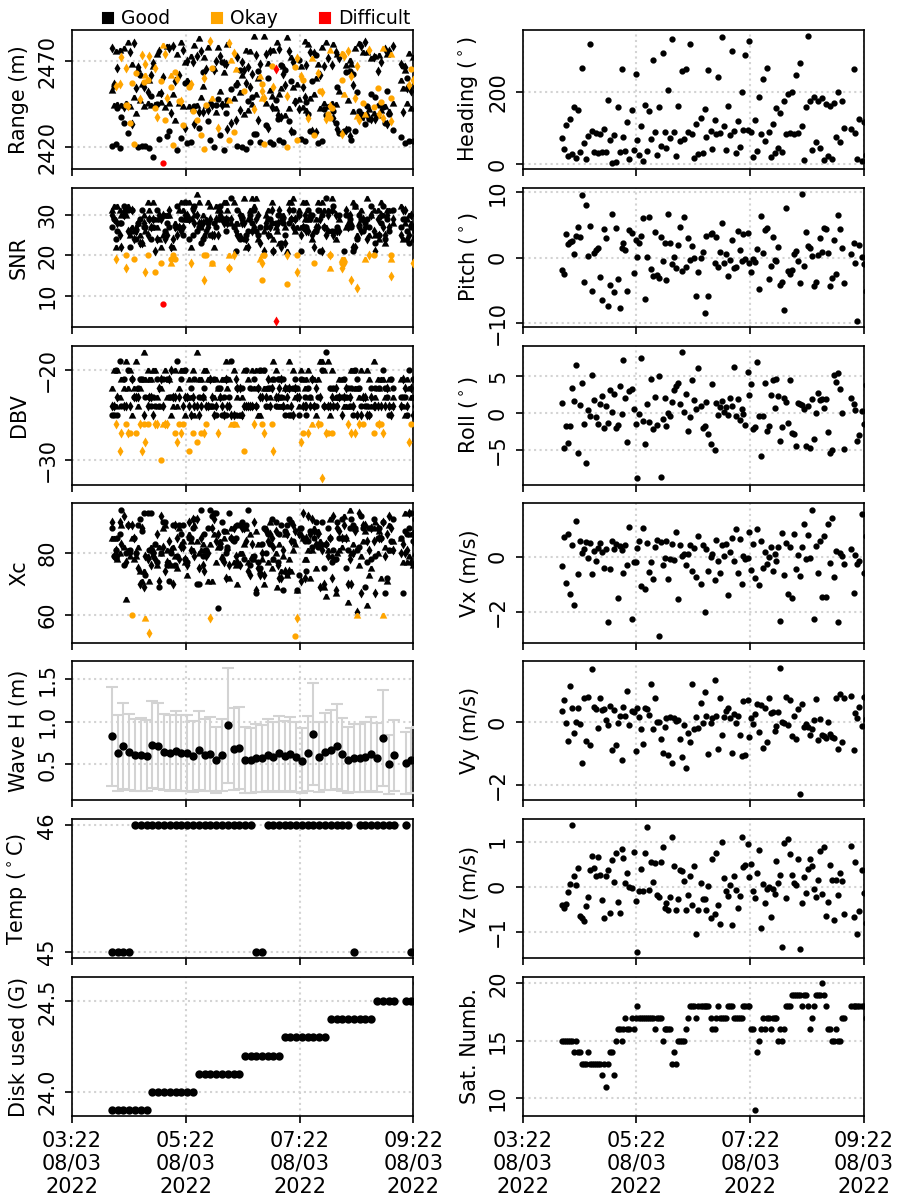 Good Okay Difficult
Range (m)
2470
2420
Heading (°)
200
0
SNR
30
20
10
Pitch (°)
10
0
−10
DBV
−20
−30
Roll (°)
5
0
−5
Xc
80
60
Vx (m/s)
0
−2
Wave H (m)
1.5
1.0
0.5
Vy (m/s)
0
−2
Temp (°C)
46
45
Vz (m/s)
1
0
−1
Disk used (G)
24.5
24.0
Sat. Numb.
20
15
10
03:22 05:22 07:22 09:22 03:22 05:22 07:22 09:22
08/03 08/03 08/03 08/03 08/03 08/03 08/03 08/03
2022 2022 2022 2022 2022 2022 2022 2022